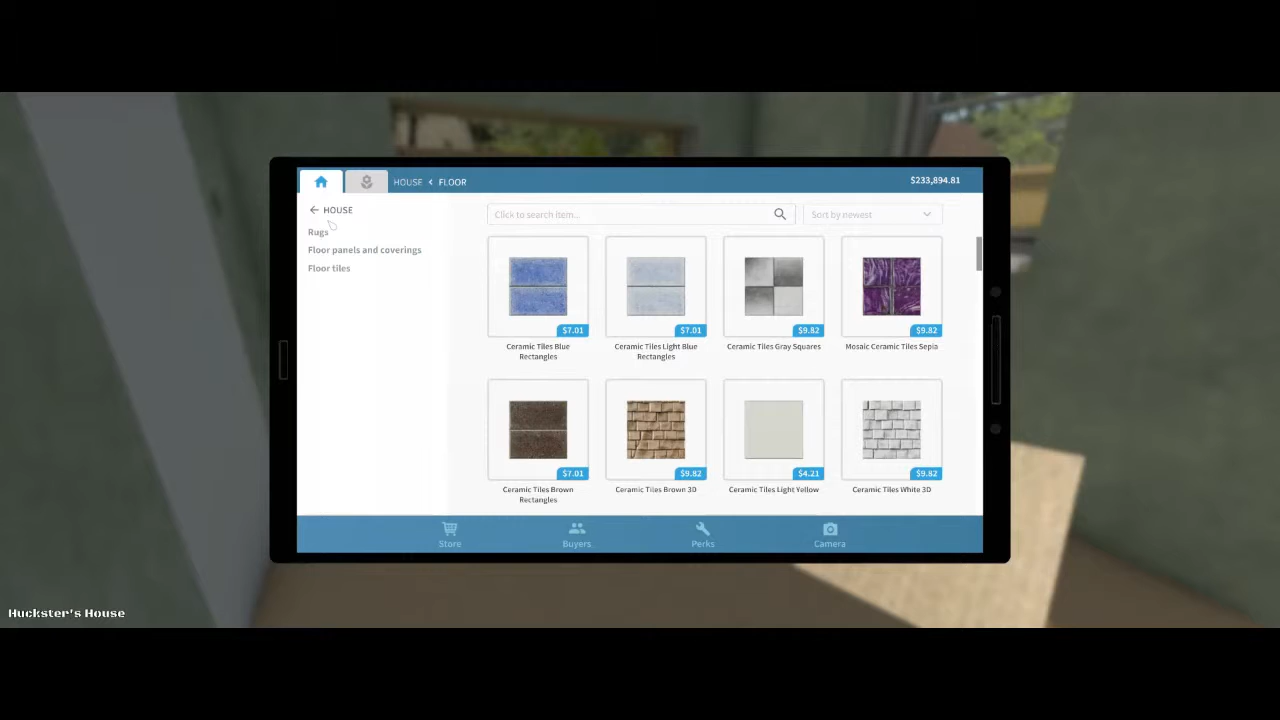 HOUSE < FLOOR
$233,894.81
HOUSE
Rugs
Floor panels and coverings
Floor tiles
Click to search item...
Sort by newest
$7.01
$7.01
$9.82
$9.82
Ceramic Tiles Blue
Rectangles
Ceramic Tiles Light Blue
Rectangles
Ceramic Tiles Gray Squares
Mosaic Ceramic Tiles Sepia
$7.01
$9.82
$4.21
$9.82
Ceramic Tiles Brown
Rectangles
Ceramic Tiles Brown 3D
Ceramic Tiles Light Yellow
Ceramic Tiles White 3D
Store
Buyers
Perks
Camera
Huckster's House